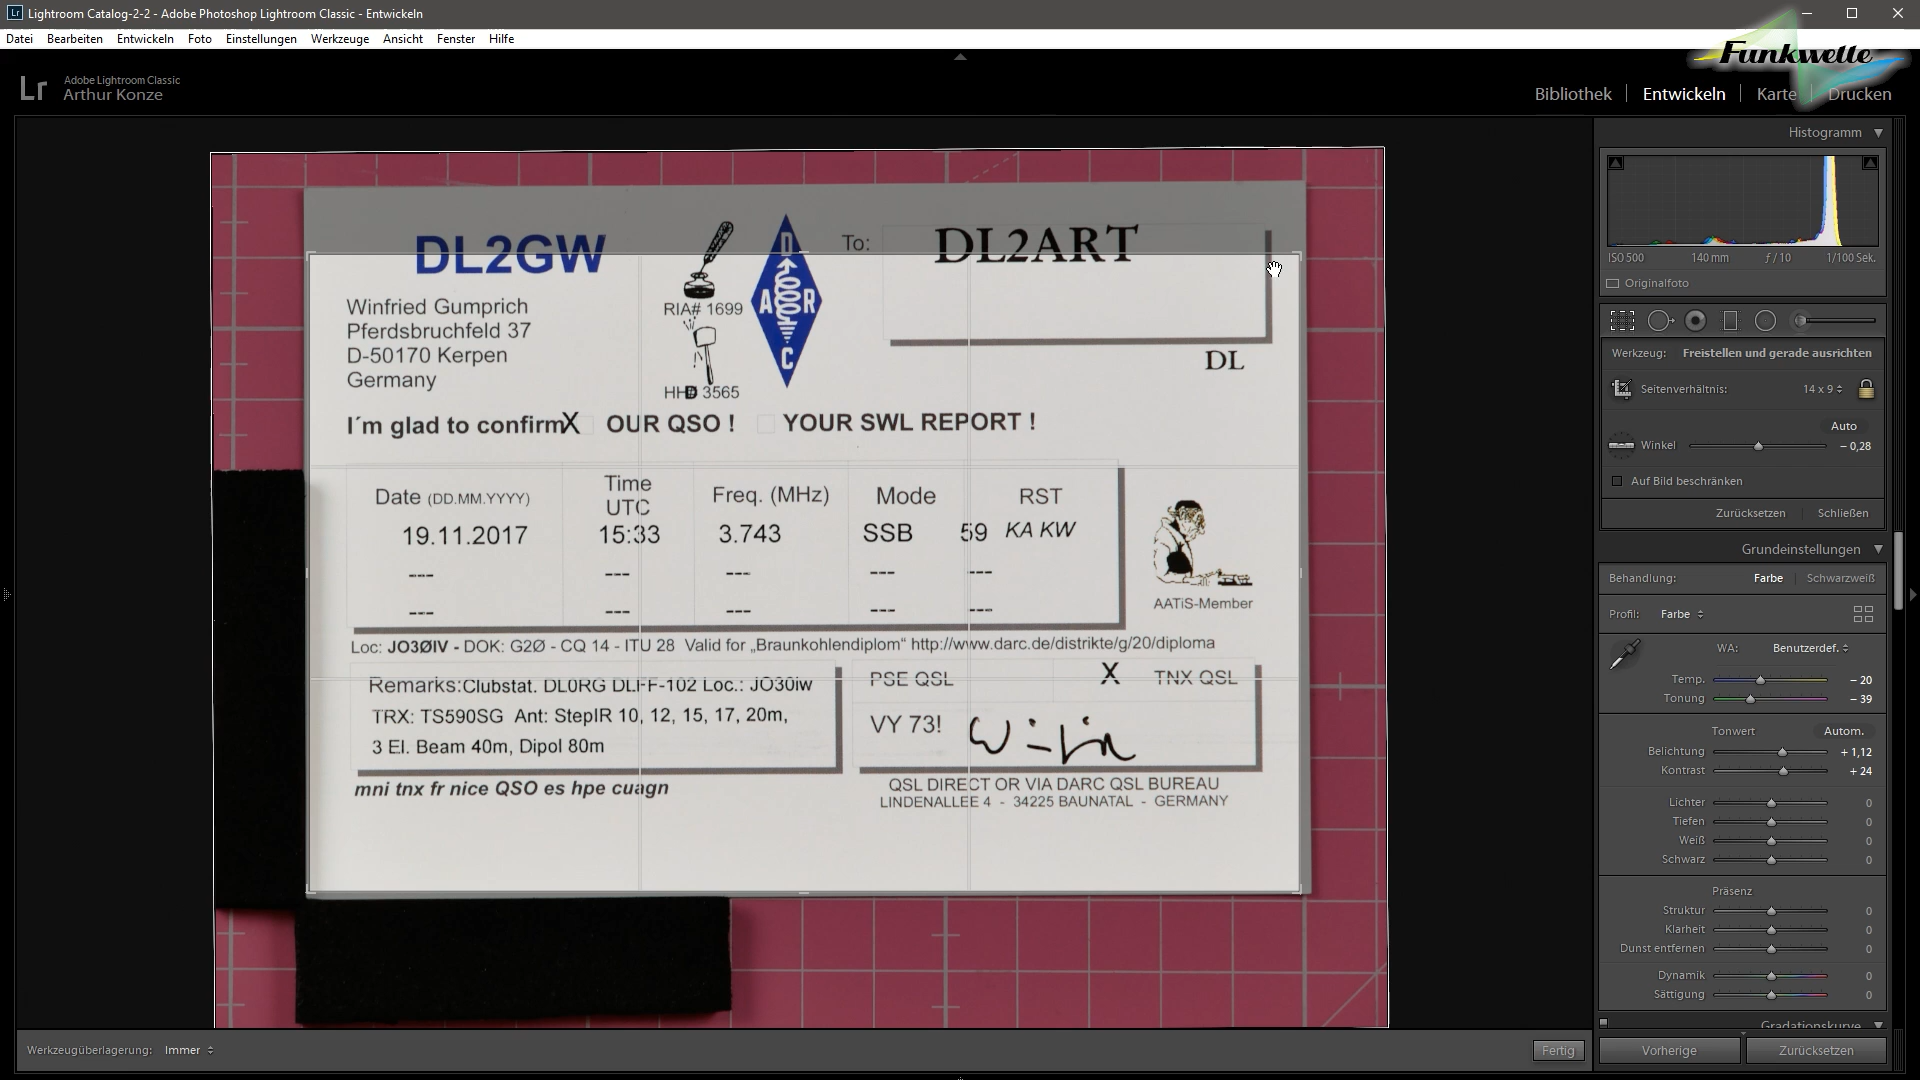 Lightroom Catalog-2-2 - Adobe Photoshop Lightroom Classic - Entwickeln
Datei Bearbeiten Entwickeln Foto Einstellungen Werkzeuge Ansicht Fenster Hilfe
Funkwelle
Lr Adobe Lightroom Classic
Arthur Konze
Bibliothek Entwickeln Karte Drucken
DL2GW
Winfried Gumprich
Pferdsbruchfeld 37
D-50170 Kerpen
Germany
RIA# 1699
HHD 3565
D
A R
C
To: DL2ART
DL
I´m glad to confirm X OUR QSO ! YOUR SWL REPORT !
Date (DD.MM.YYYY) Time UTC Freq. (MHz) Mode RST
19.11.2017 15:33 3.743 SSB 59 KA KW
--- --- --- --- ---
--- --- --- --- ---
AATiS-Member
Loc: JO3ØIV - DOK: G2Ø - CQ 14 - ITU 28 Valid for „Braunkohlendiplom“ http://www.darc.de/distrikte/g/20/diploma
Remarks: Clubstat. DL0RG DLFF-102 Loc.: JO30iw
TRX: TS590SG Ant: StepIR 10, 12, 15, 17, 20m,
3 El. Beam 40m, Dipol 80m
PSE QSL X TNX QSL
VY 73!
mni tnx fr nice QSO es hpe cuagn
QSL DIRECT OR VIA DARC QSL BUREAU
LINDENALLEE 4 - 34225 BAUNATAL - GERMANY
Histogramm
ISO 500 140 mm f / 10 1/100 Sek.
Originalfoto
Werkzeug: Freistellen und gerade ausrichten
Seitenverhältnis: 14 x 9
Auto
Winkel - 0,28
Auf Bild beschränken
Zurücksetzen Schließen
Grundeinstellungen
Behandlung: Farbe Schwarzweiß
Profil: Farbe
WA: Benutzerdef.
Temp. - 20
Tonung - 39
Tonwert Autom.
Belichtung + 1,12
Kontrast + 24
Lichter 0
Tiefen 0
Weiß 0
Schwarz 0
Präsenz
Struktur 0
Klarheit 0
Dunst entfernen 0
Dynamik 0
Sättigung 0
Gradationskurve
Werkzeugüberlagerung: Immer
Fertig
Vorherige Zurücksetzen